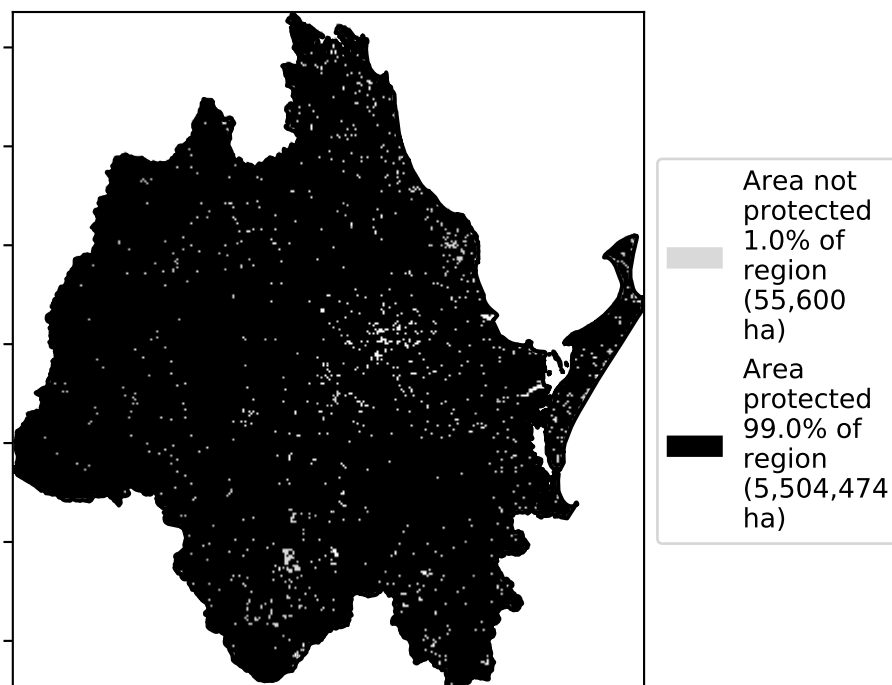 Area not
protected
1.0% of
region
(55,600
ha)
Area
protected
99.0% of
region
(5,504,474
ha)